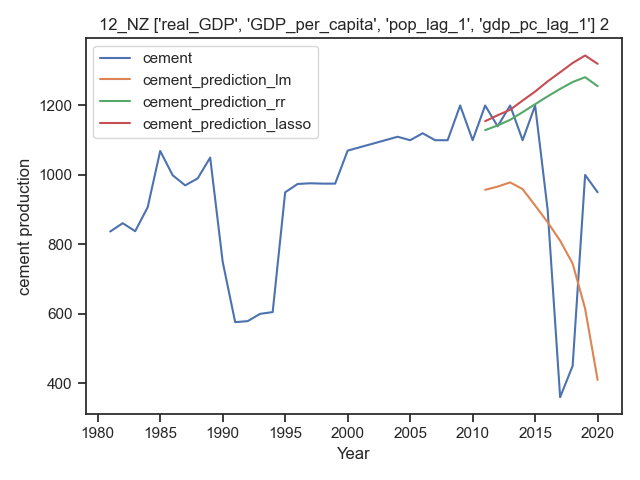 12_NZ ['real_GDP', 'GDP_per_capita', 'pop_lag_1', 'gdp_pc_lag_1'] 2
cement
cement_prediction_lm
cement_prediction_rr
cement_prediction_lasso
cement production
1200
1000
800
600
400
1980 1985 1990 1995 2000 2005 2010 2015 2020
Year